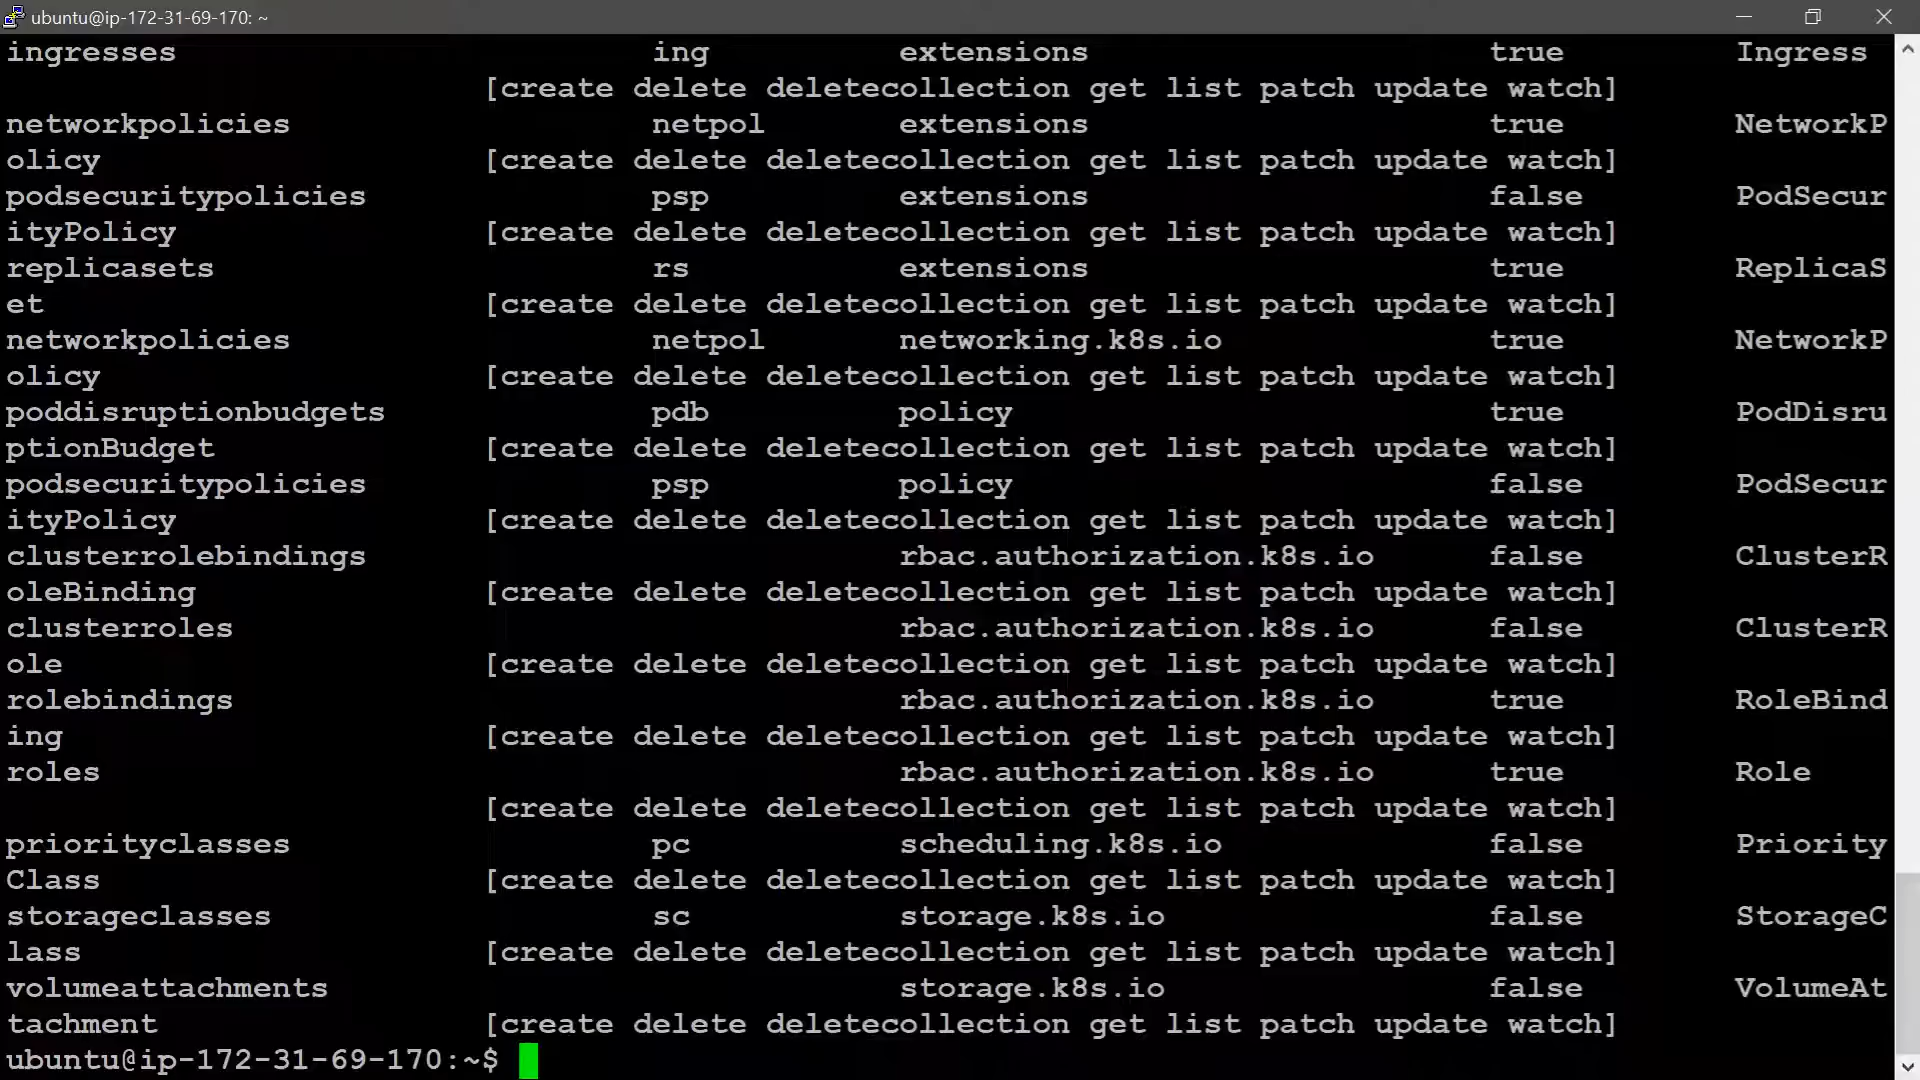 ubuntu@ip-172-31-69-170: ~
ingresses ing extensions true Ingress
[create delete deletecollection get list patch update watch]
networkpolicies netpol extensions true NetworkP
olicy [create delete deletecollection get list patch update watch]
podsecuritypolicies psp extensions false PodSecur
ityPolicy [create delete deletecollection get list patch update watch]
replicasets rs extensions true ReplicaS
et [create delete deletecollection get list patch update watch]
networkpolicies netpol networking.k8s.io true NetworkP
olicy [create delete deletecollection get list patch update watch]
poddisruptionbudgets pdb policy true PodDisru
ptionBudget [create delete deletecollection get list patch update watch]
podsecuritypolicies psp policy false PodSecur
ityPolicy [create delete deletecollection get list patch update watch]
clusterrolebindings rbac.authorization.k8s.io false ClusterR
oleBinding [create delete deletecollection get list patch update watch]
clusterroles rbac.authorization.k8s.io false ClusterR
ole [create delete deletecollection get list patch update watch]
rolebindings rbac.authorization.k8s.io true RoleBind
ing [create delete deletecollection get list patch update watch]
roles rbac.authorization.k8s.io true Role
[create delete deletecollection get list patch update watch]
priorityclasses pc scheduling.k8s.io false Priority
Class [create delete deletecollection get list patch update watch]
storageclasses sc storage.k8s.io false StorageC
lass [create delete deletecollection get list patch update watch]
volumeattachments storage.k8s.io false VolumeAt
tachment [create delete deletecollection get list patch update watch]
ubuntu@ip-172-31-69-170:~$